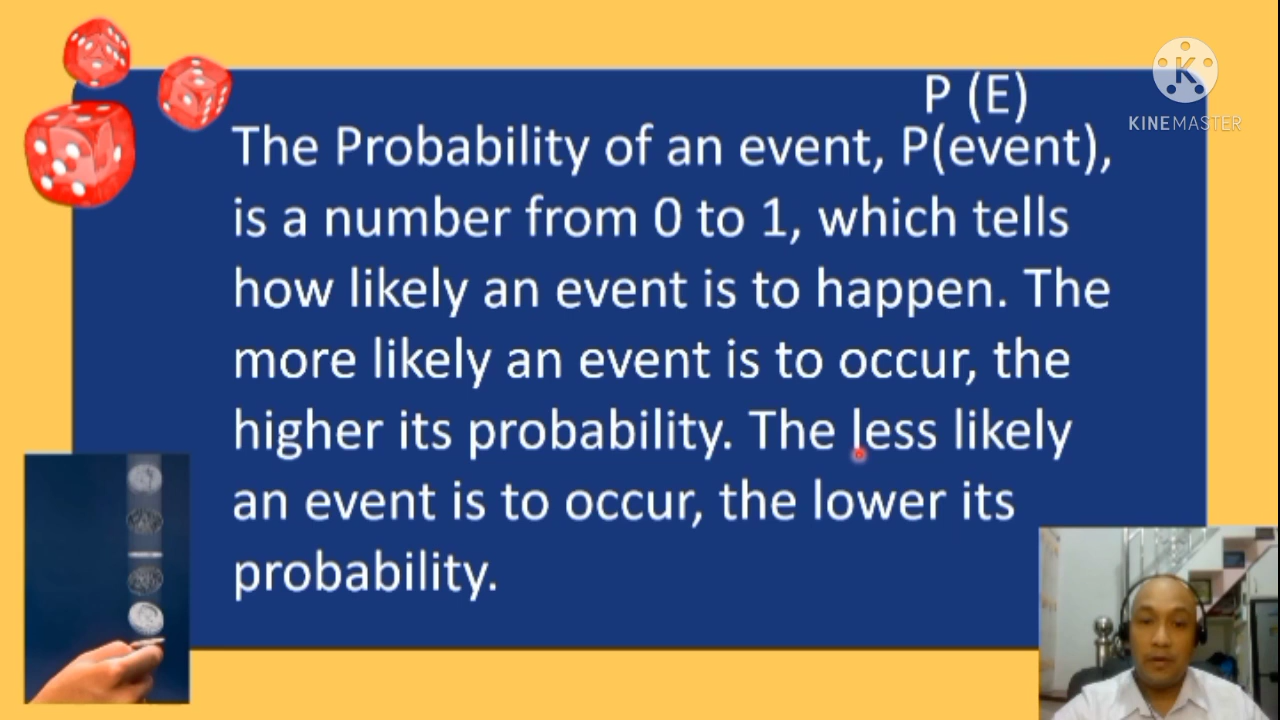 P (E)
K
KINEMASTER
The Probability of an event, P(event),
is a number from 0 to 1, which tells
how likely an event is to happen. The
more likely an event is to occur, the
higher its probability. The less likely
an event is to occur, the lower its
probability.